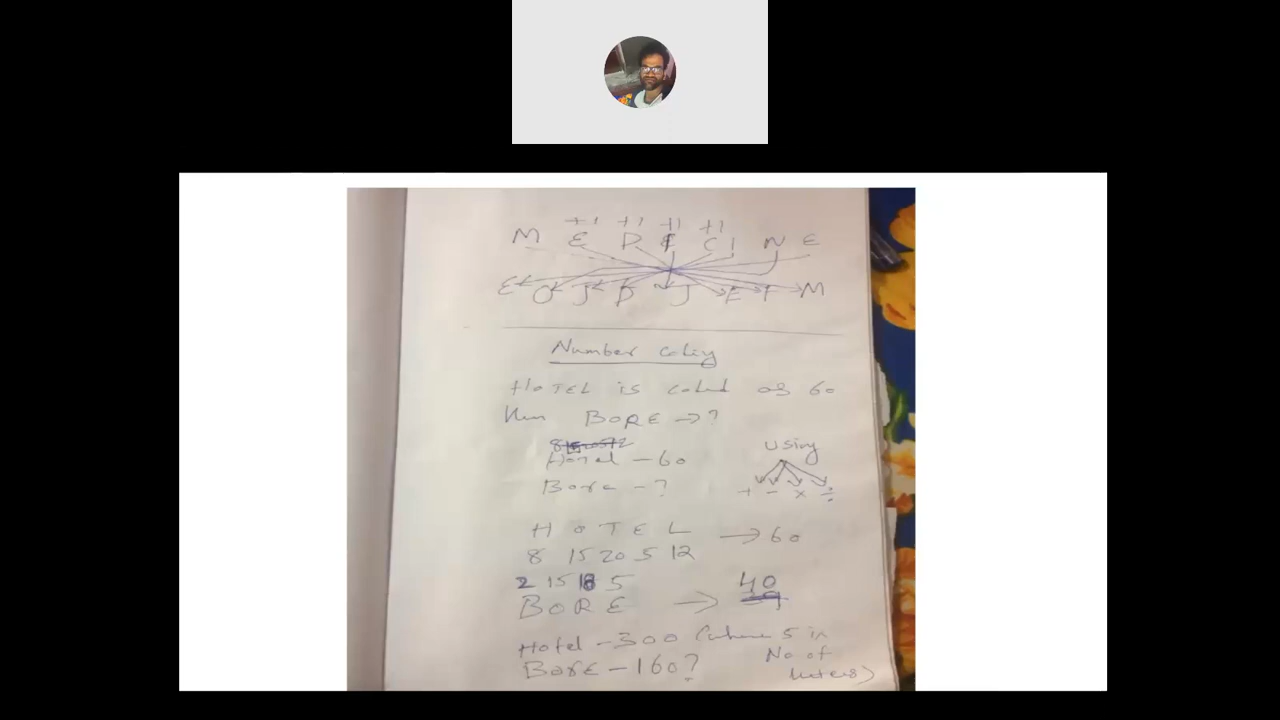 +1 +1 +1 +1
M E D E C I N E
E O J D J E F M
Number coding
HOTEL is coded as 60
then BORE → ?
Hotel - 60
Bore - ?
Using
+ - × ÷
H O T E L → 60
8 15 20 5 12
2 15 18 5
BORE → 40
Hotel - 300 (where 5 is
No of
letters)
Bore - 160?